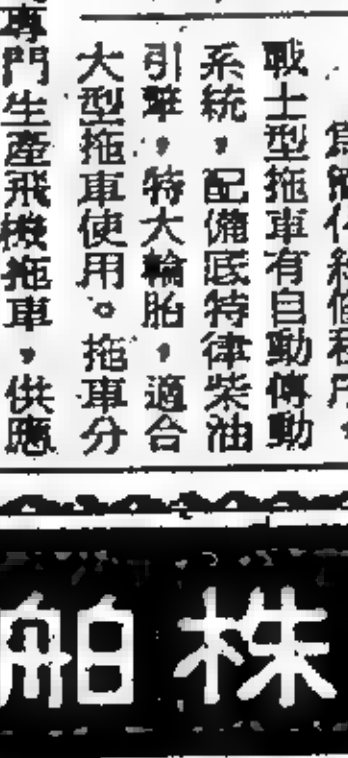 戰士型拖車有自動傳動
系統，配備底特律柴油
引擎，特大輪胎，適合
大型拖車使用。拖車分
專門生產飛機拖車，供應
株
舶